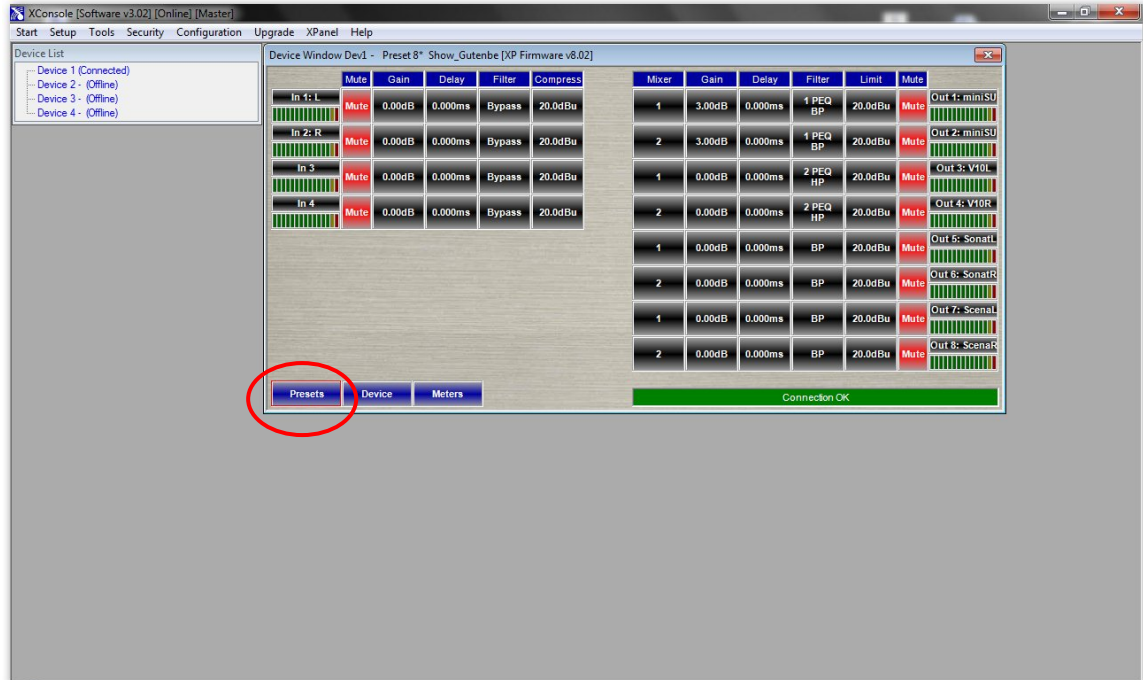 XConsole [Software v3.02] [Online] [Master]
Start Setup Tools Security Configuration Upgrade XPanel Help
Device List
Device 1 (Connected)
Device 2 - (Offline)
Device 3 - (Offline)
Device 4 - (Offline)
Device Window Dev1 - Preset 8* Show_Gutenbe [XP Firmware v8.02]
Mute Gain Delay Filter Compress
In 1: L
Mute 0.00dB 0.000ms Bypass 20.0dBu
In 2: R
Mute 0.00dB 0.000ms Bypass 20.0dBu
In 3
Mute 0.00dB 0.000ms Bypass 20.0dBu
In 4
Mute 0.00dB 0.000ms Bypass 20.0dBu
Mixer Gain Delay Filter Limit Mute
1 3.00dB 0.000ms 1 PEQ BP 20.0dBu Mute Out 1: miniSU
2 3.00dB 0.000ms 1 PEQ BP 20.0dBu Mute Out 2: miniSU
1 0.00dB 0.000ms 2 PEQ HP 20.0dBu Mute Out 3: V10L
2 0.00dB 0.000ms 2 PEQ HP 20.0dBu Mute Out 4: V10R
1 0.00dB 0.000ms BP 20.0dBu Mute Out 5: SonatL
2 0.00dB 0.000ms BP 20.0dBu Mute Out 6: SonatR
1 0.00dB 0.000ms BP 20.0dBu Mute Out 7: ScenaL
2 0.00dB 0.000ms BP 20.0dBu Mute Out 8: ScenaR
Presets Device Meters
Connection OK